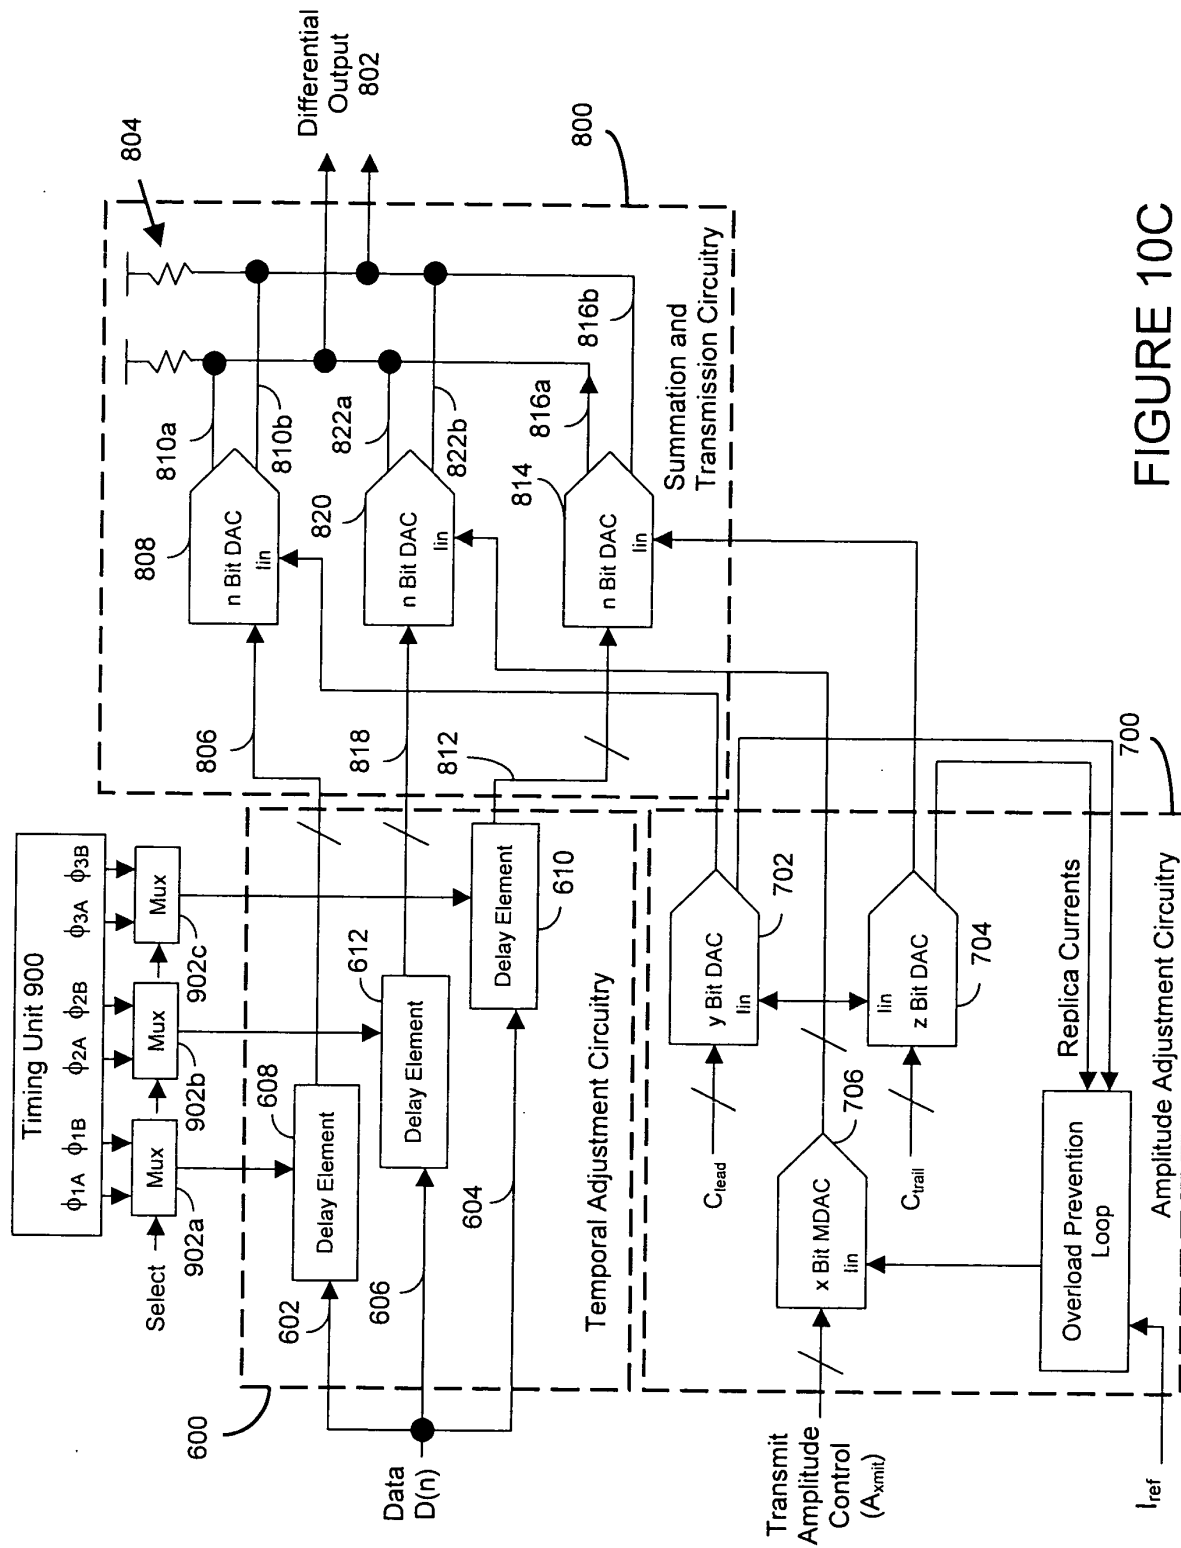 Timing Unit 900
ϕ1A ϕ1B ϕ2A ϕ2B ϕ3A ϕ3B
Select
Mux
Mux
Mux
902a
902b
902c
600
Data
D(n)
602
606
604
Delay Element
608
Delay Element
612
Delay Element
610
Temporal Adjustment Circuitry
806
818
812
n Bit DAC
Iin
808
n Bit DAC
Iin
820
n Bit DAC
Iin
814
810a
810b
822a
822b
816a
816b
804
Differential
Output
802
800
Summation and
Transmission Circuitry
Transmit
Amplitude
Control
(Axmit)
Iref
x Bit MDAC
Iin
706
Clead
Ctrail
y Bit DAC
Iin
702
Iin
z Bit DAC
704
Replica Currents
Overload Prevention
Loop
Amplitude Adjustment Circuitry
700
FIGURE 10C